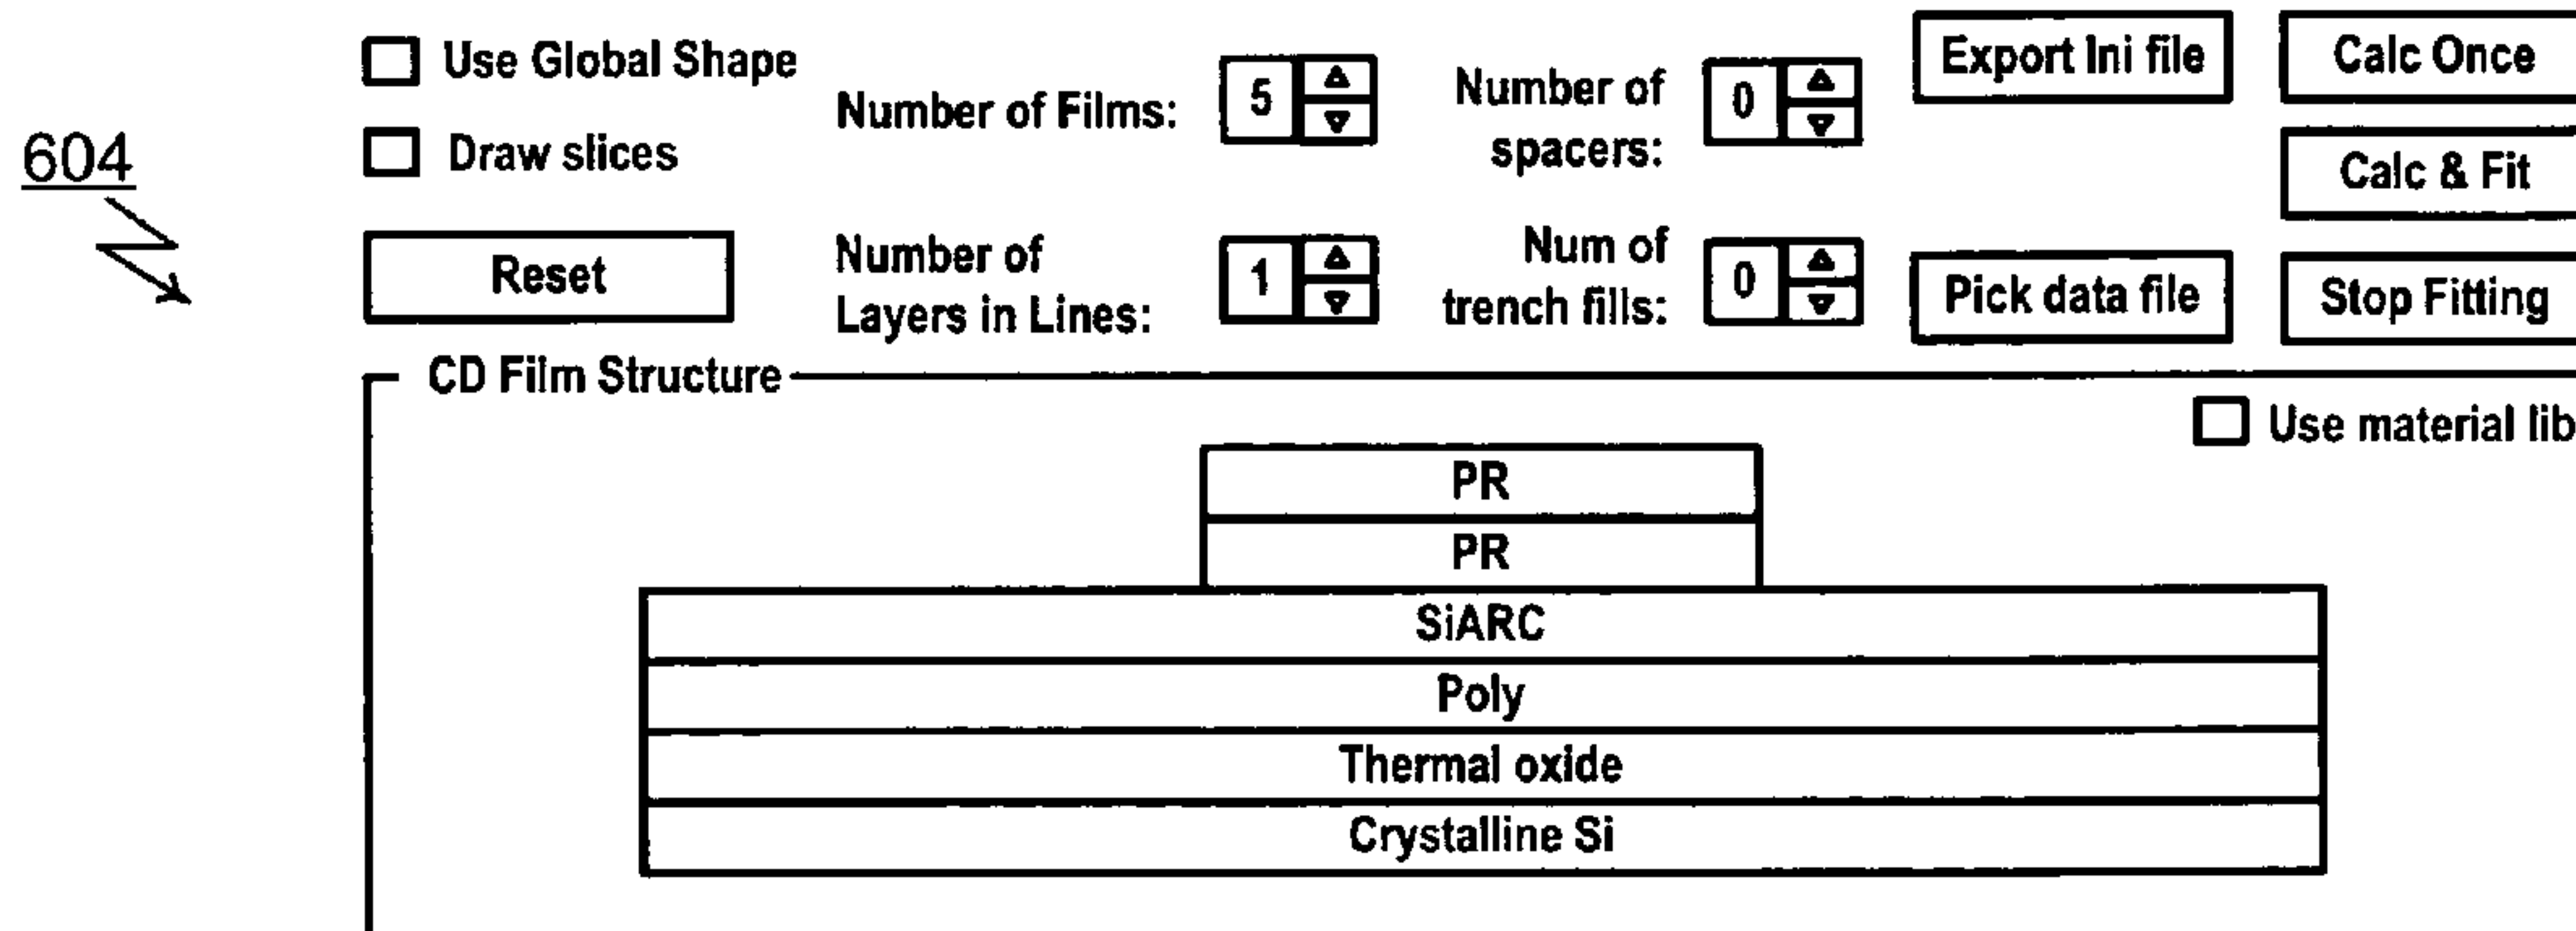 604
Use Global Shape
Draw slices
Reset
Number of Films:
5
Number of
Layers in Lines:
1
Number of
spacers:
0
Num of
trench fills:
0
Export Ini file
Pick data file
Calc Once
Calc & Fit
Stop Fitting
CD Film Structure
Use material lib
PR
PR
SiARC
Poly
Thermal oxide
Crystalline Si